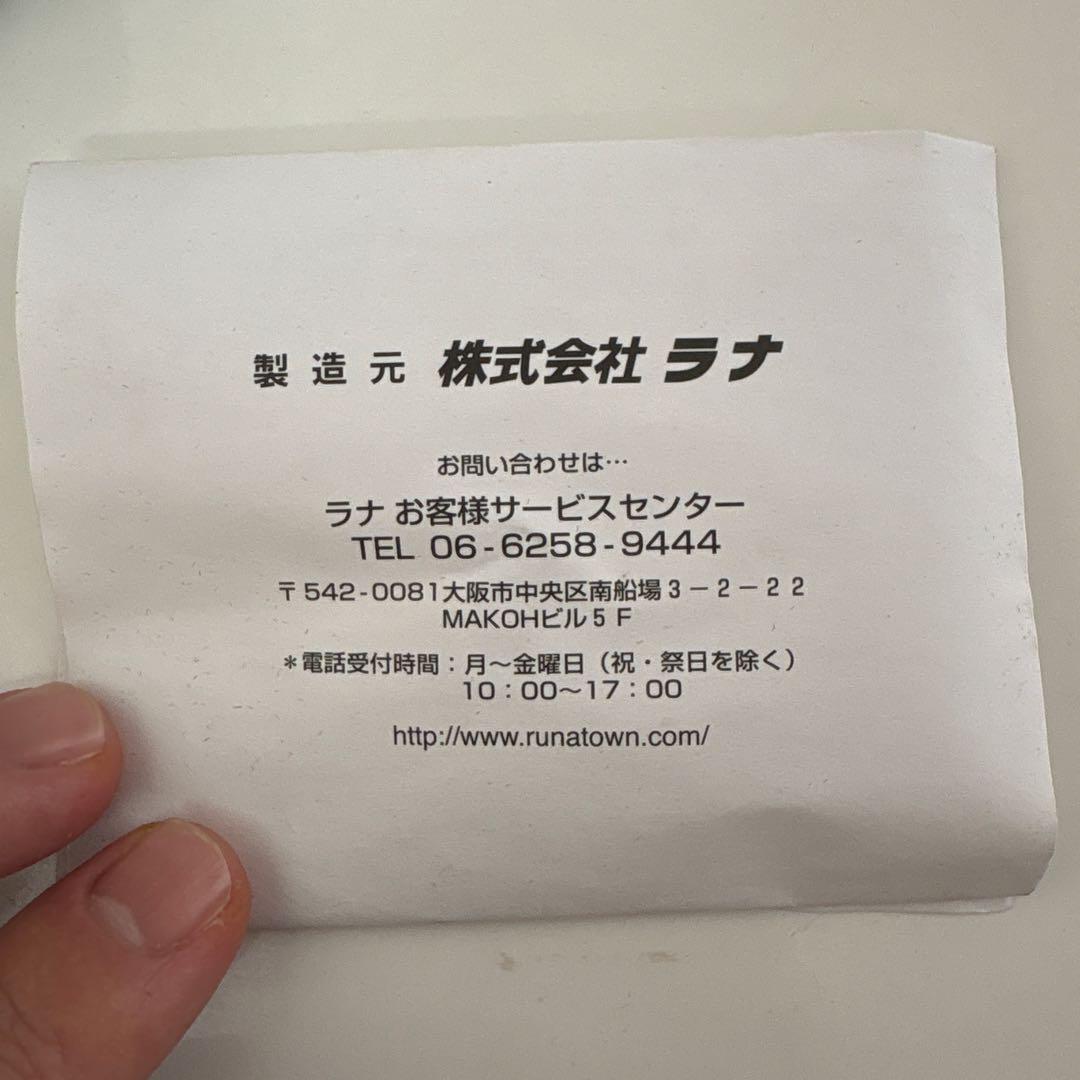 製造元 株式会社 ラナ
お問い合わせは…
ラナ お客様サービスセンター
TEL 06-6258-9444
〒542-0081大阪市中央区南船場３－２－２２
MAKOHビル５Ｆ
＊電話受付時間：月～金曜日（祝・祭日を除く）
10：00～17：00
http://www.runatown.com/